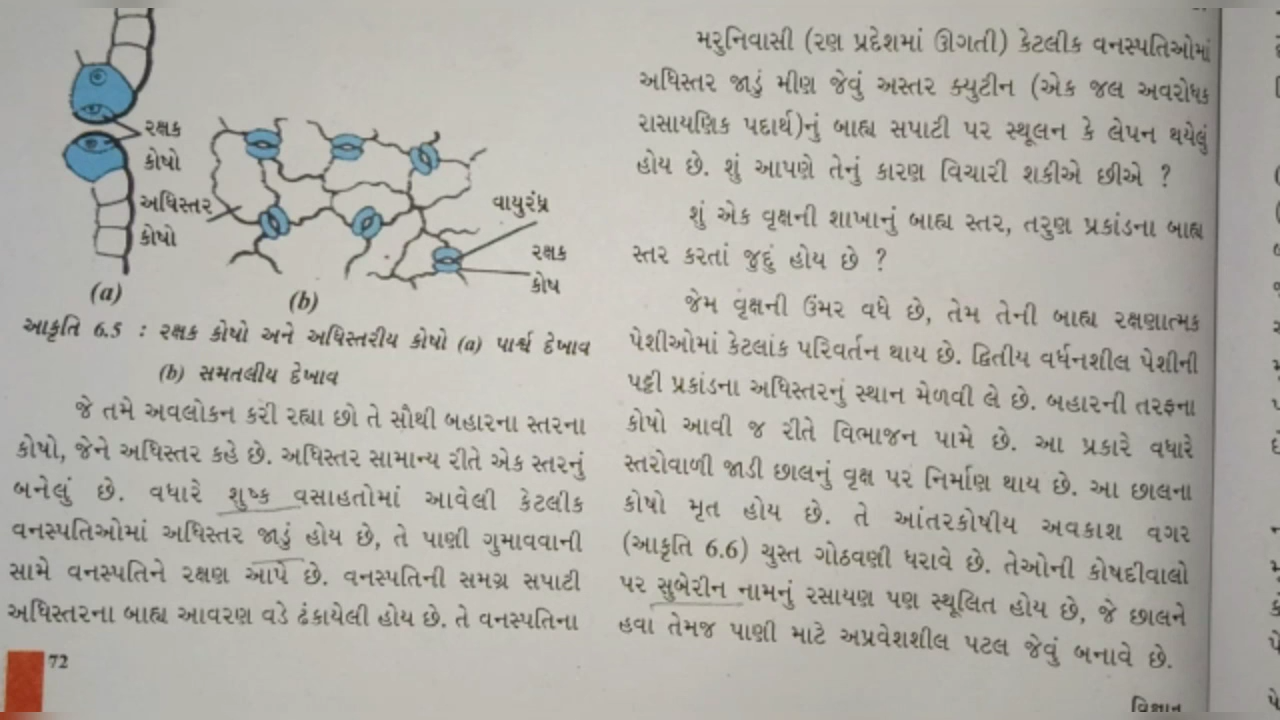 રક્ષક
કોષો
અધિસ્તર
કોષો
(a)
વાયુરંધ્ર
રક્ષક
કોષ
(b)
આકૃતિ 6.5 : રક્ષક કોષો અને અધિસ્તરીય કોષો (a) પાર્શ્વ દેખાવ
(b) સમતલીય દેખાવ
જે તમે અવલોકન કરી રહ્યા છો તે સૌથી બહારના સ્તરના
કોષો, જેને અધિસ્તર કહે છે. અધિસ્તર સામાન્ય રીતે એક સ્તરનું
બનેલું છે. વધારે શુષ્ક વસાહતોમાં આવેલી કેટલીક
વનસ્પતિઓમાં અધિસ્તર જાડું હોય છે, તે પાણી ગુમાવવાની
સામે વનસ્પતિને રક્ષણ આપે છે. વનસ્પતિની સમગ્ર સપાટી
અધિસ્તરના બાહ્ય આવરણ વડે ઢંકાયેલી હોય છે. તે વનસ્પતિના
72
મરુનિવાસી (રણ પ્રદેશમાં ઊગતી) કેટલીક વનસ્પતિઓમાં
અધિસ્તર જાડું મીણ જેવું અસ્તર ક્યુટીન (એક જલ અવરોધક
રાસાયણિક પદાર્થ)નું બાહ્ય સપાટી પર સ્થૂલન કે લેપન થયેલું
હોય છે. શું આપણે તેનું કારણ વિચારી શકીએ છીએ ?
શું એક વૃક્ષની શાખાનું બાહ્ય સ્તર, તરુણ પ્રકાંડના બાહ્ય
સ્તર કરતાં જુદું હોય છે ?
જેમ વૃક્ષની ઉંમર વધે છે, તેમ તેની બાહ્ય રક્ષણાત્મક
પેશીઓમાં કેટલાંક પરિવર્તન થાય છે. દ્વિતીય વર્ધનશીલ પેશીની
પટ્ટી પ્રકાંડના અધિસ્તરનું સ્થાન મેળવી લે છે. બહારની તરફના
કોષો આવી જ રીતે વિભાજન પામે છે. આ પ્રકારે વધારે
સ્તરોવાળી જાડી છાલનું વૃક્ષ પર નિર્માણ થાય છે. આ છાલના
કોષો મૃત હોય છે. તે આંતરકોષીય અવકાશ વગર
(આકૃતિ 6.6) ચુસ્ત ગોઠવણી ધરાવે છે. તેઓની કોષદીવાલો
પર સુબેરીન નામનું રસાયણ પણ સ્થૂલિત હોય છે, જે છાલને
હવા તેમજ પાણી માટે અપ્રવેશશીલ પટલ જેવું બનાવે છે.
વિજ્ઞાન